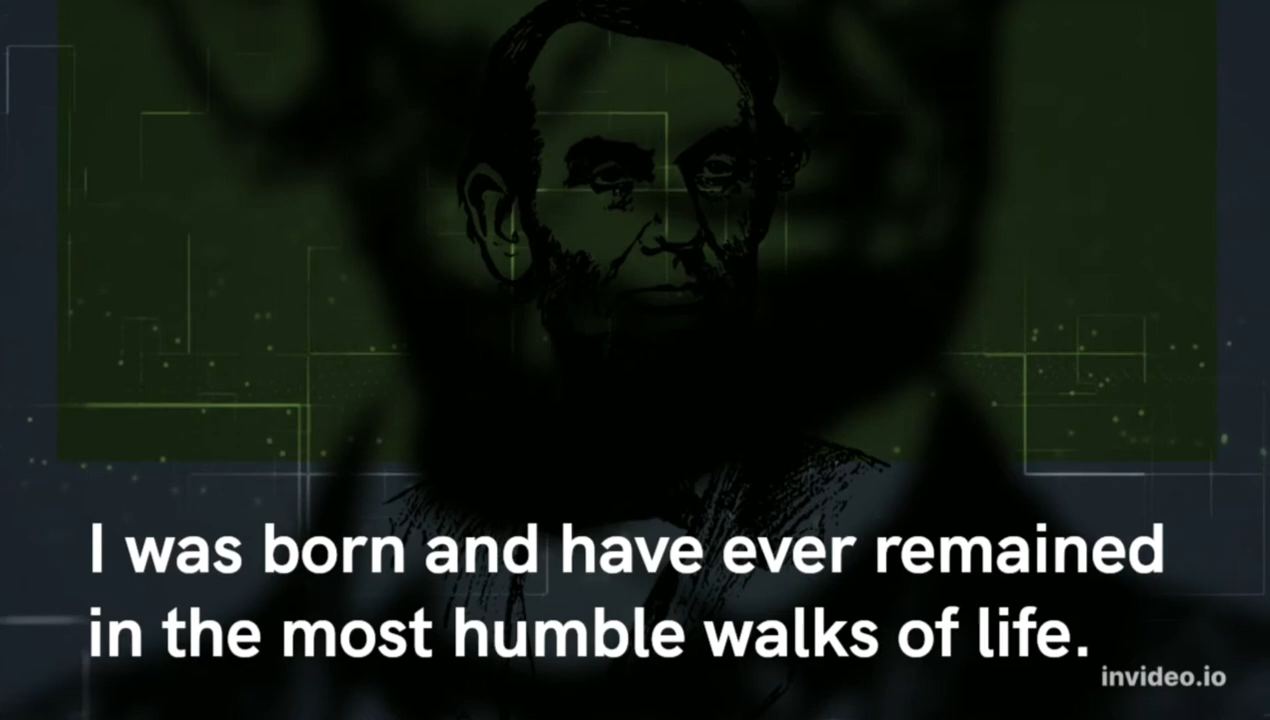 I was born and have ever remained
in the most humble walks of life.
invideo.io